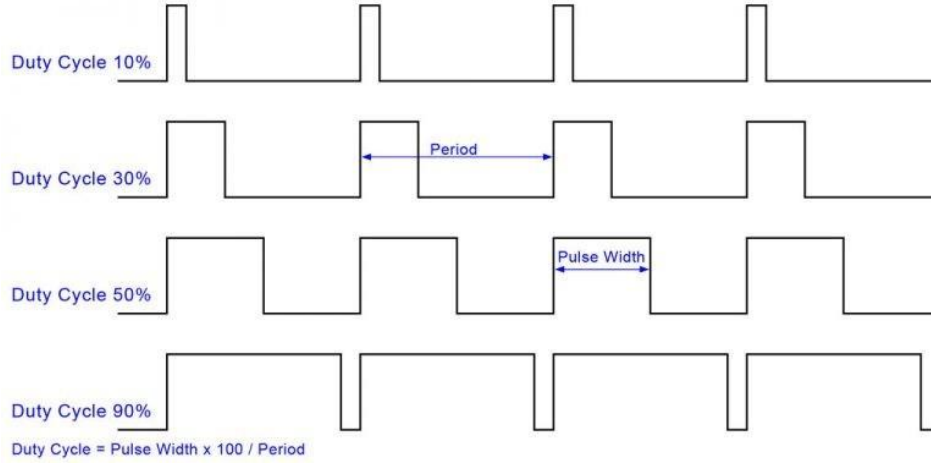 Duty Cycle 10%
Period
Duty Cycle 30%
Pulse Width
Duty Cycle 50%
Duty Cycle 90%
Duty Cycle = Pulse Width x 100 / Period